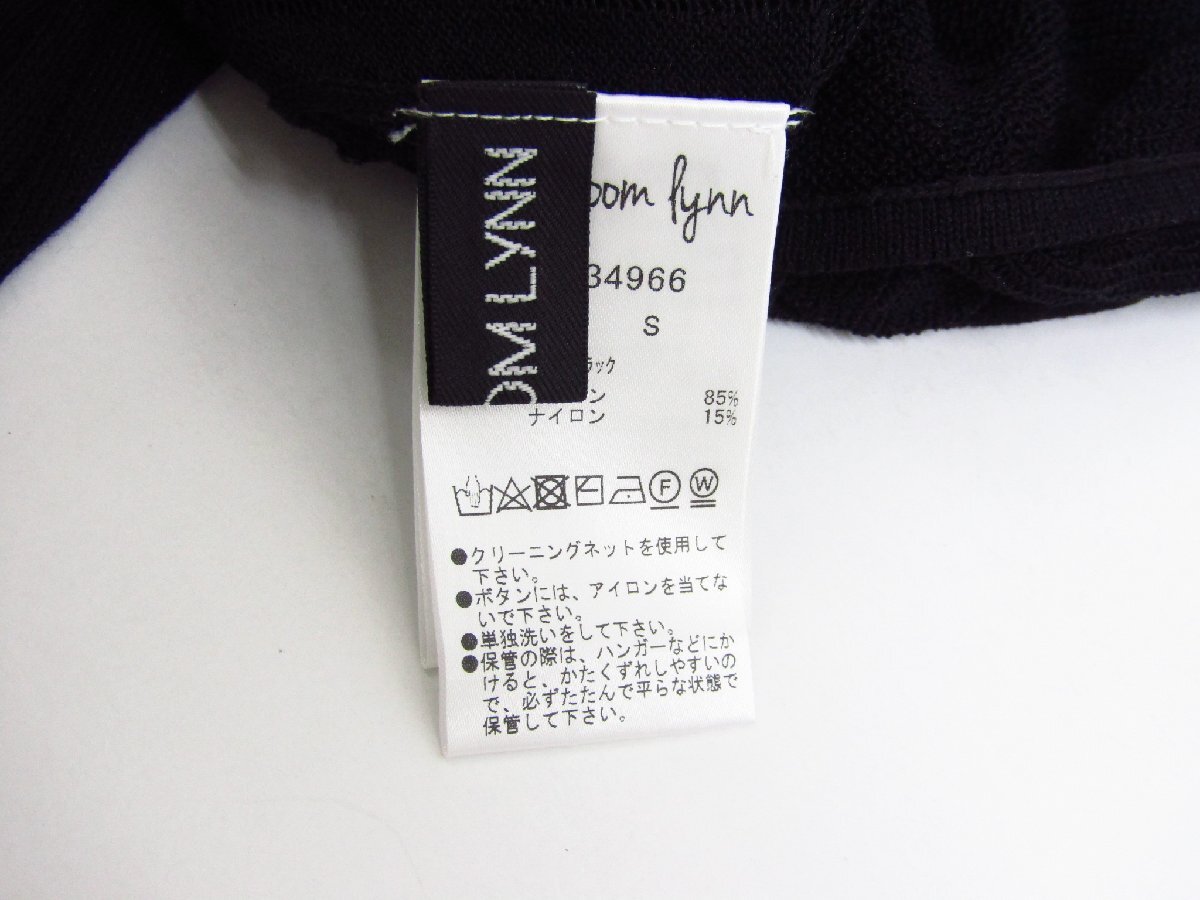 OM LYNN
oom lynn
34966
S
ラック
ン 85%
ナイロン 15%
F W
●クリーニングネットを使用して
下さい。
●ボタンには、アイロンを当てな
いで下さい。
●単独洗いをして下さい。
●保管の際は、ハンガーなどにか
けると、かたくずれしやすいの
で、必ずたたんで平らな状態で
保管して下さい。